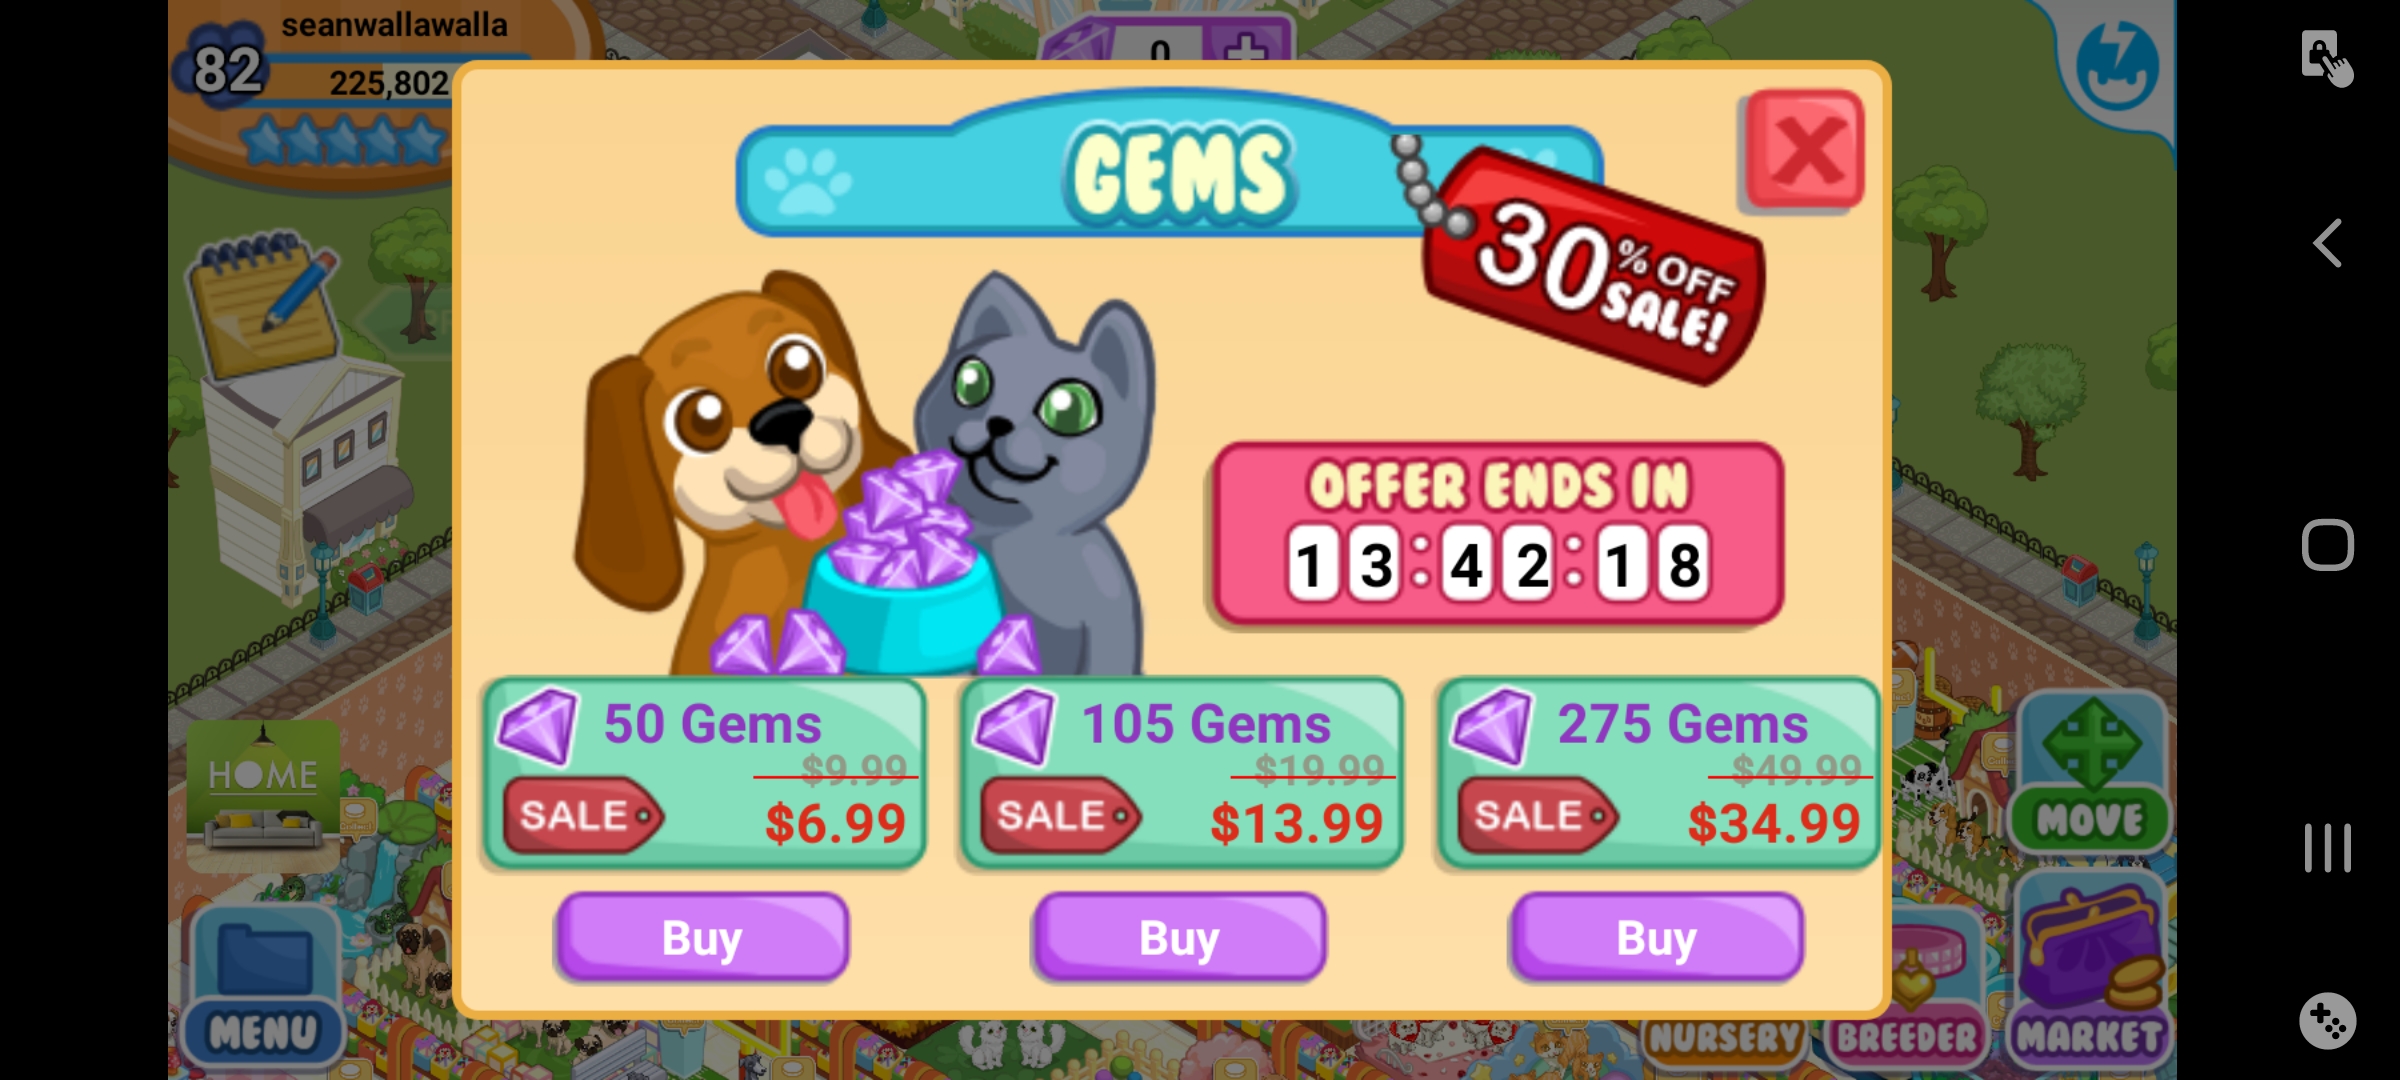 seanwallawalla
82
225,802
0
GEMS
30% OFF
SALE!
OFFER ENDS IN
13:42:18
50 Gems
$9.99
SALE
$6.99
Buy
105 Gems
$19.99
SALE
$13.99
Buy
275 Gems
$49.99
SALE
$34.99
Buy
HOME
MENU
MOVE
NURSERY
BREEDER
MARKET